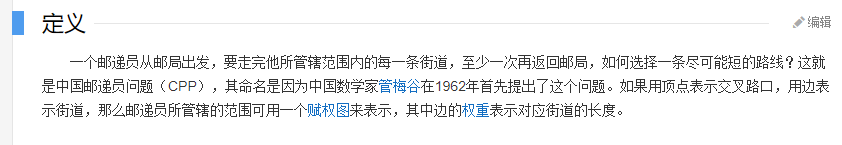 定义
编辑
一个邮递员从邮局出发，要走完他所管辖范围内的每一条街道，至少一次再返回邮局，如何选择一条尽可能短的路线？这就
是中国邮递员问题（CPP），其命名是因为中国数学家管梅谷在1962年首先提出了这个问题。如果用顶点表示交叉路口，用边表
示街道，那么邮递员所管辖的范围可用一个赋权图来表示，其中边的权重表示对应街道的长度。